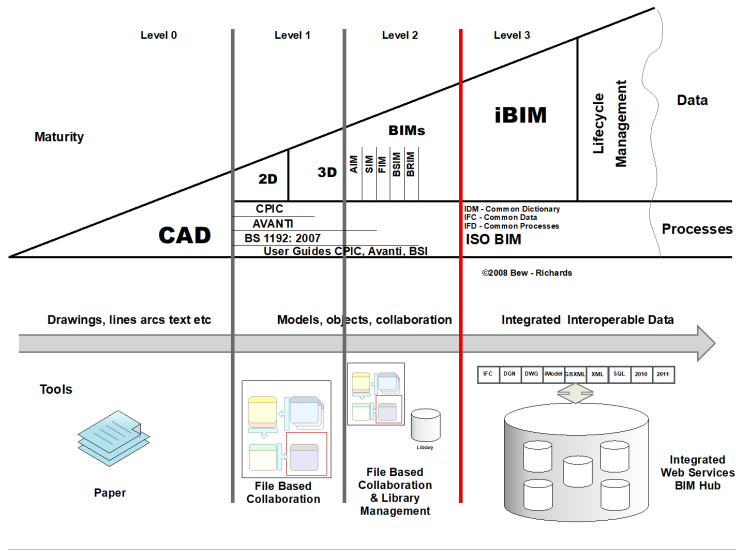 Level 0
Level 1
Level 2
Level 3
Maturity
CAD
2D
3D
BIMs
AIM
SIM
FIM
BSIM
BRIM
iBIM
Lifecycle
Management
Data
CPIC
AVANTI
BS 1192: 2007
User Guides CPIC, Avanti, BSI
IDM - Common Dictionary
IFC - Common Data
IFD - Common Processes
ISO BIM
Processes
©2008 Bew - Richards
Drawings, lines arcs text etc
Models, objects, collaboration
Integrated Interoperable Data
Tools
Paper
File Based
Collaboration
Library
File Based
Collaboration
& Library
Management
IFC
DGN
DWG
iModel
GBXML
XML
SQL
2010
2011
Integrated
Web Services
BIM Hub